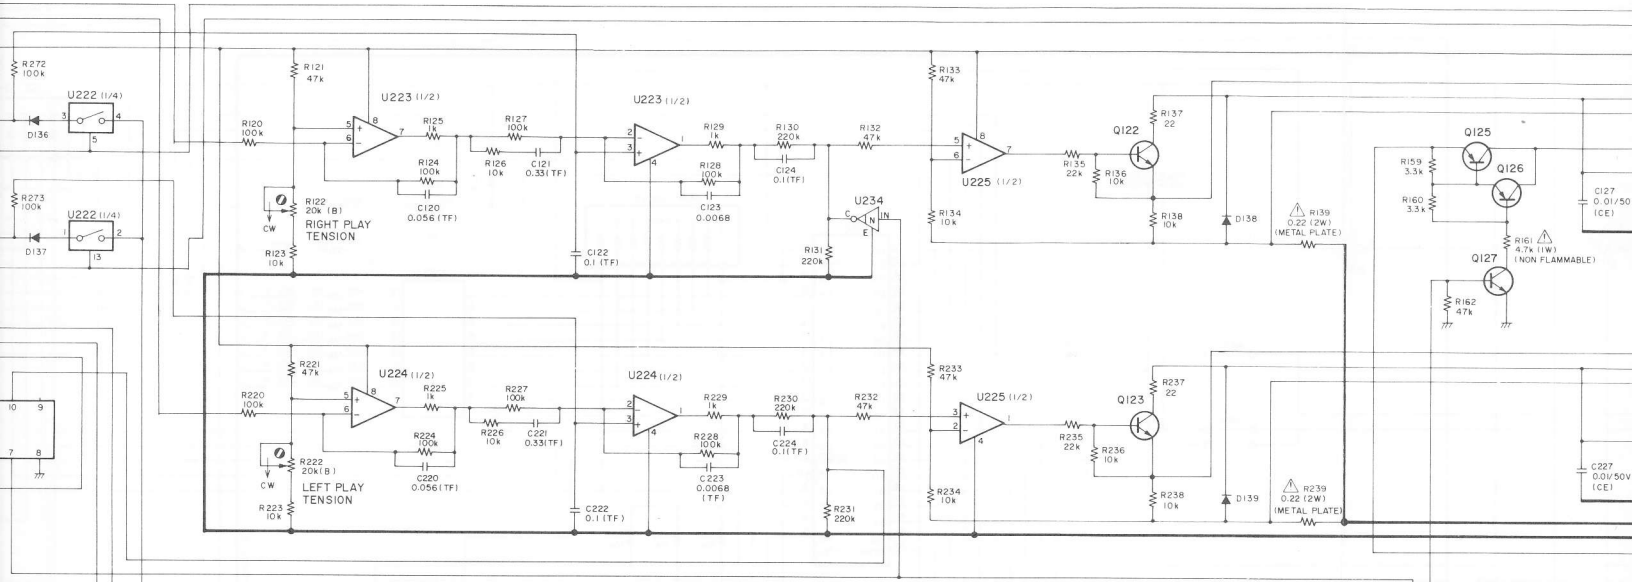 R272
100k
U222 (1/4)
3
4
5
D136
R273
100k
U222 (1/4)
1
2
13
D137
R121
47k
R120
100k
U223 (1/2)
5
6
8
7
+
−
R125
1k
R124
100k
C120
0.056 (TF)
R127
100k
R126
10k
C121
0.33(TF)
CW
R122
20k (B)
RIGHT PLAY
TENSION
R123
10k
C122
0.1 (TF)
U223 (1/2)
2
3
1
4
−
+
R129
1k
R128
100k
C123
0.0068
R130
220k
C124
0.1(TF)
R132
47k
U234
C
N
IN
E
R131
220k
R133
47k
R134
10k
5
6
8
7
+
−
U225 (1/2)
R135
22k
R136
10k
Q122
R137
22
R138
10k
D138
R139
0.22 (2W)
(METAL PLATE)
Q125
R159
3.3k
R160
3.3k
Q126
R161
4.7k (1W)
(NON FLAMMABLE)
Q127
R162
47k
C127
0.01/50
(CE)
R221
47k
R220
100k
U224 (1/2)
5
6
8
7
+
−
R225
1k
R224
100k
C220
0.056(TF)
R227
100k
R226
10k
C221
0.33(TF)
CW
R222
20k(B)
LEFT PLAY
TENSION
R223
10k
C222
0.1 (TF)
U224 (1/2)
2
3
1
4
−
+
R229
1k
R228
100k
C223
0.0068
(TF)
R230
220k
C224
0.1(TF)
R232
47k
R231
220k
R233
47k
R234
10k
U225 (1/2)
3
2
1
4
+
−
R235
22k
R236
10k
Q123
R237
22
R238
10k
D139
R239
0.22 (2W)
(METAL PLATE)
C227
0.01/50V
(CE)
10
9
7
8